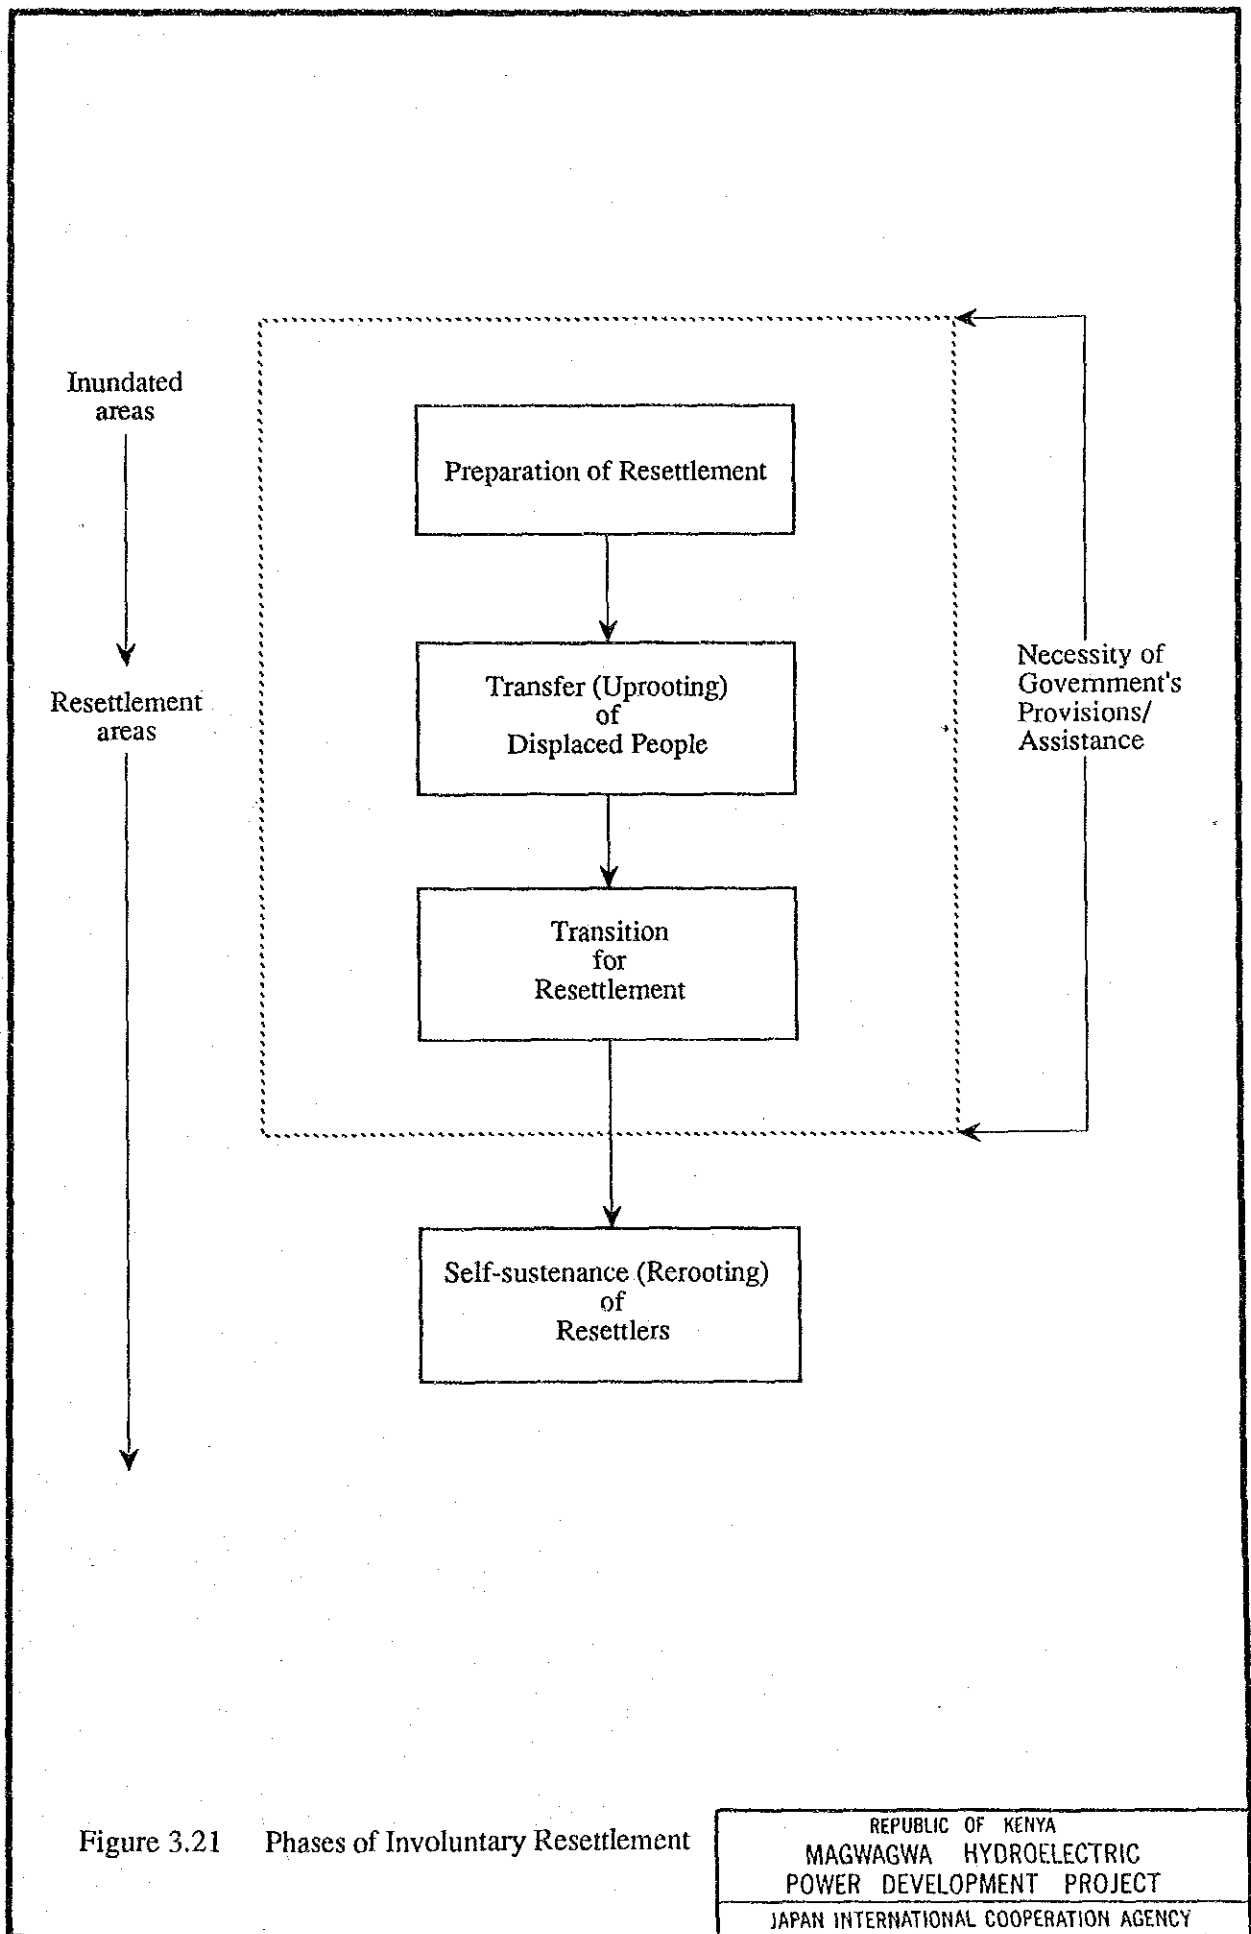 Inundated
areas
Resettlement
areas
Preparation of Resettlement
Transfer (Uprooting)
of
Displaced People
Transition
for
Resettlement
Self-sustenance (Rerooting)
of
Resettlers
Necessity of
Government's
Provisions/
Assistance
Figure 3.21 Phases of Involuntary Resettlement
REPUBLIC OF KENYA
MAGWAGWA HYDROELECTRIC
POWER DEVELOPMENT PROJECT
JAPAN INTERNATIONAL COOPERATION AGENCY